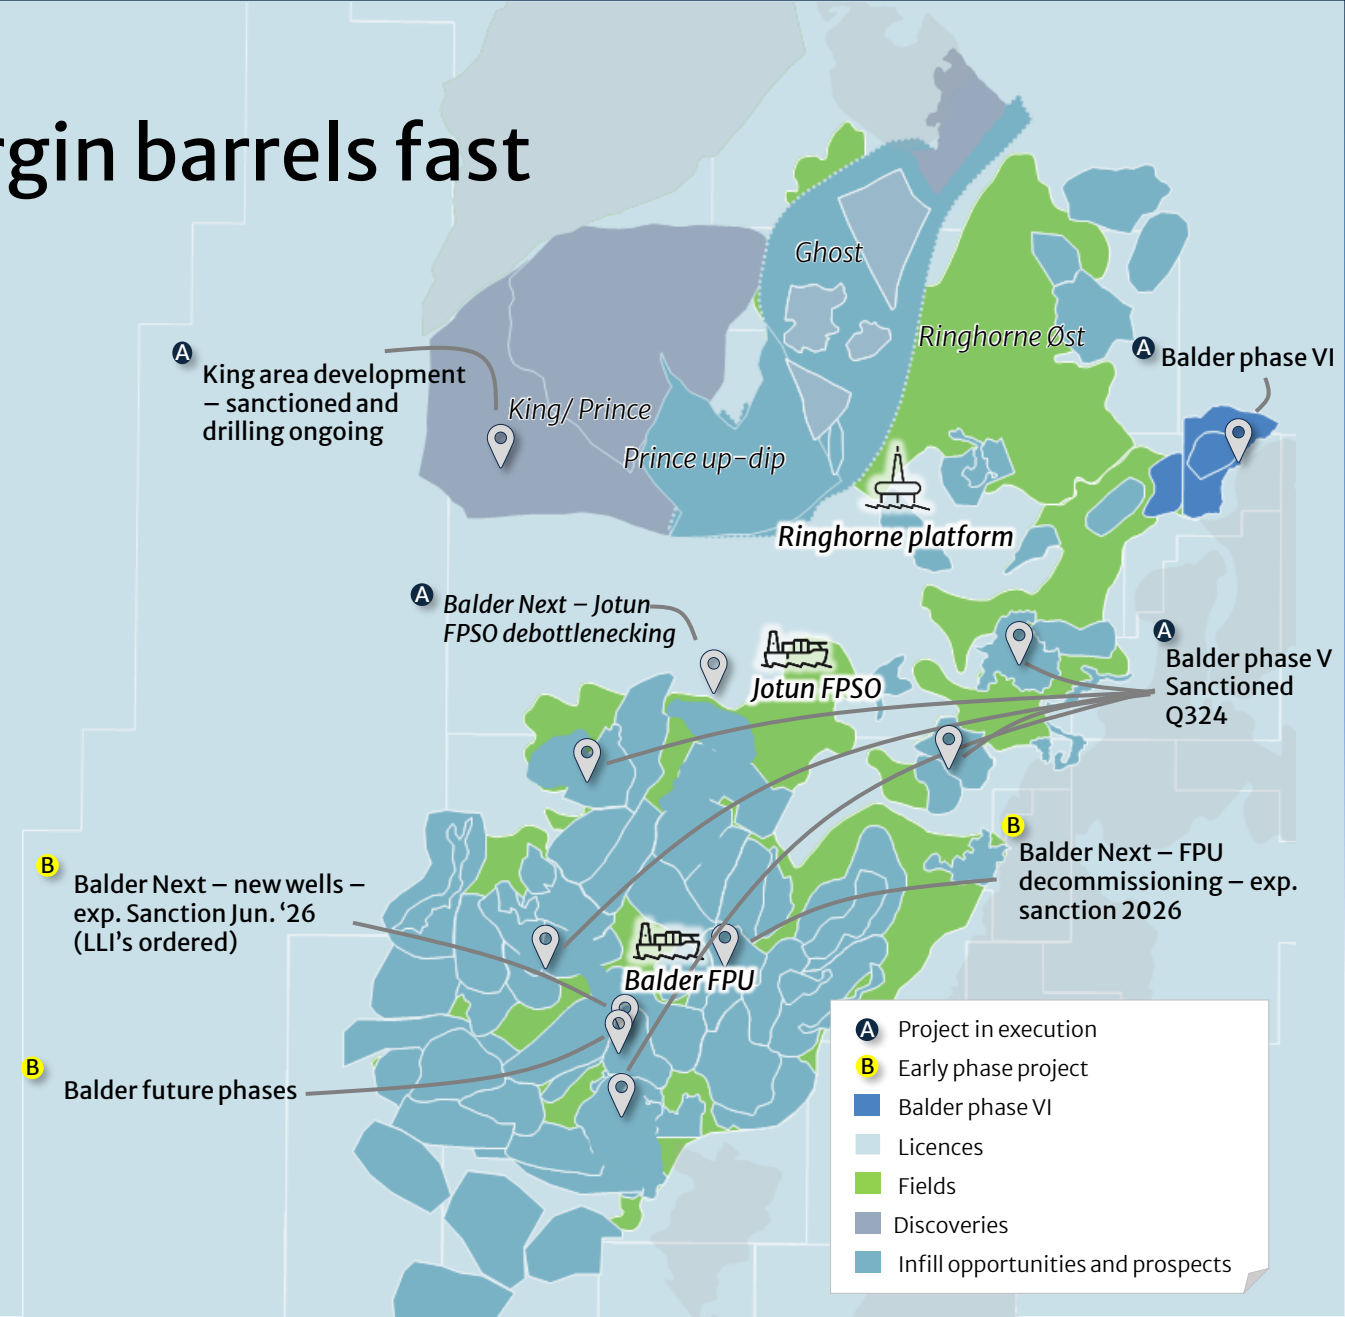 rgin barrels fast
Ghost
Ringhorne Øst
A
Balder phase VI
A
King area development
– sanctioned and
drilling ongoing
King/ Prince
Prince up-dip
Ringhorne platform
A
Balder Next – Jotun
FPSO debottlenecking
Jotun FPSO
A
Balder phase V
Sanctioned
Q324
B
Balder Next – FPU
decommissioning – exp.
sanction 2026
B
Balder Next – new wells –
exp. Sanction Jun. ‘26
(LLI’s ordered)
Balder FPU
B
Balder future phases
A Project in execution
B Early phase project
Balder phase VI
Licences
Fields
Discoveries
Infill opportunities and prospects